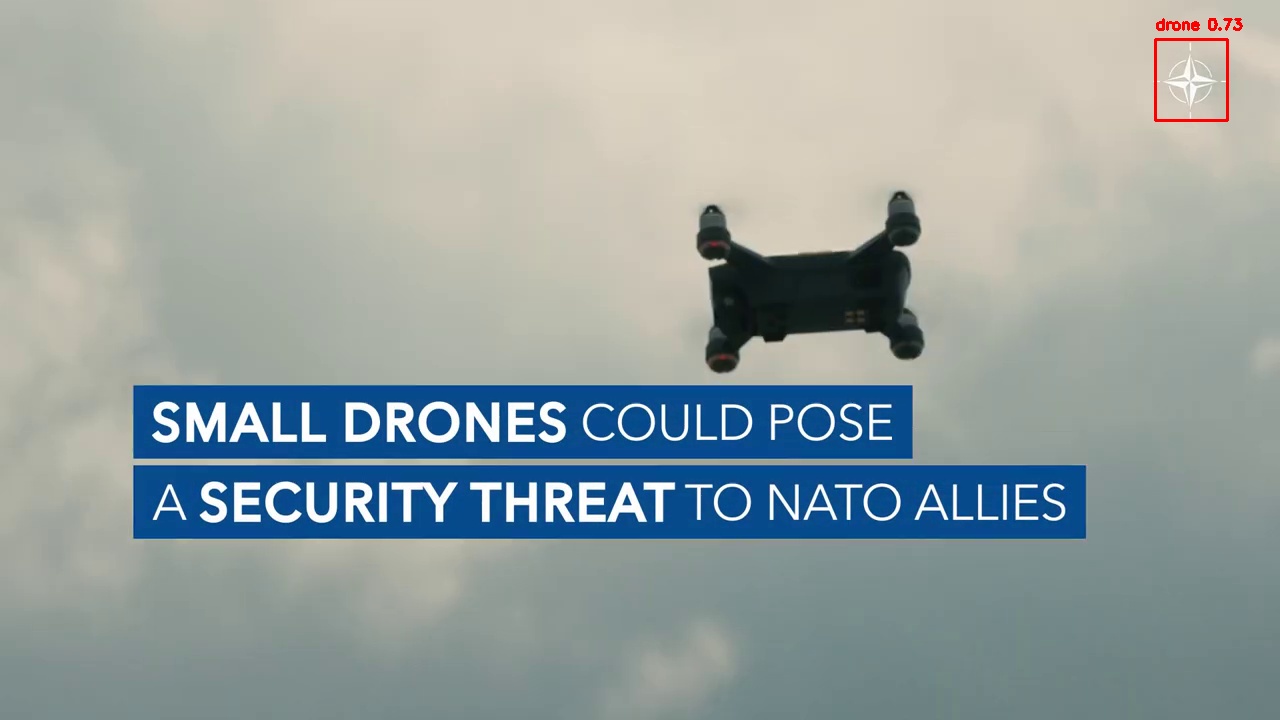 drone 0.73
SMALL DRONES COULD POSE
A SECURITY THREAT TO NATO ALLIES